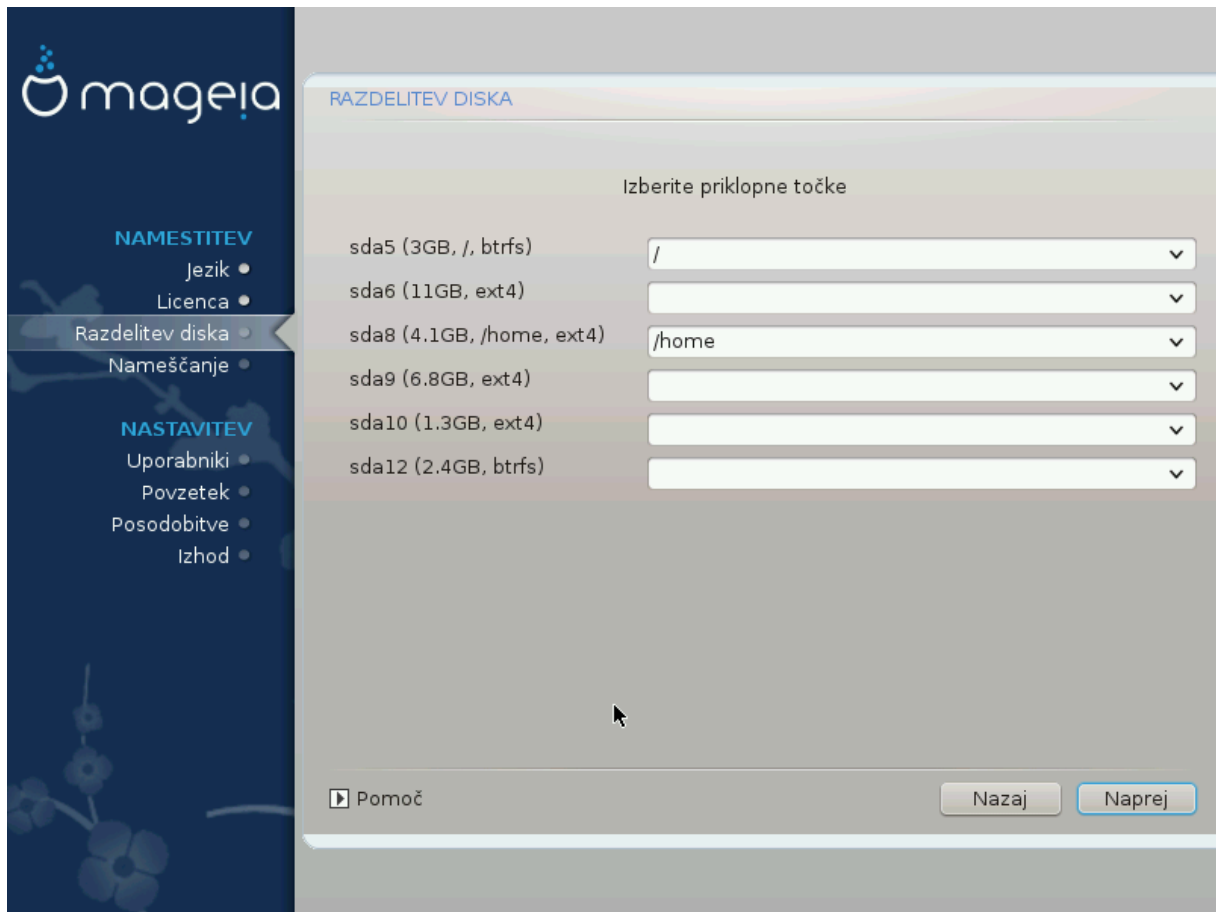 mageia
NAMESTITEV
Jezik
Licenca
Razdelitev diska
Nameščanje
NASTAVITEV
Uporabniki
Povzetek
Posodobitve
Izhod
RAZDELITEV DISKA
Izberite priklopne točke
sda5 (3GB, /, btrfs) /
sda6 (11GB, ext4)
sda8 (4.1GB, /home, ext4) /home
sda9 (6.8GB, ext4)
sda10 (1.3GB, ext4)
sda12 (2.4GB, btrfs)
Pomoč Nazaj Naprej